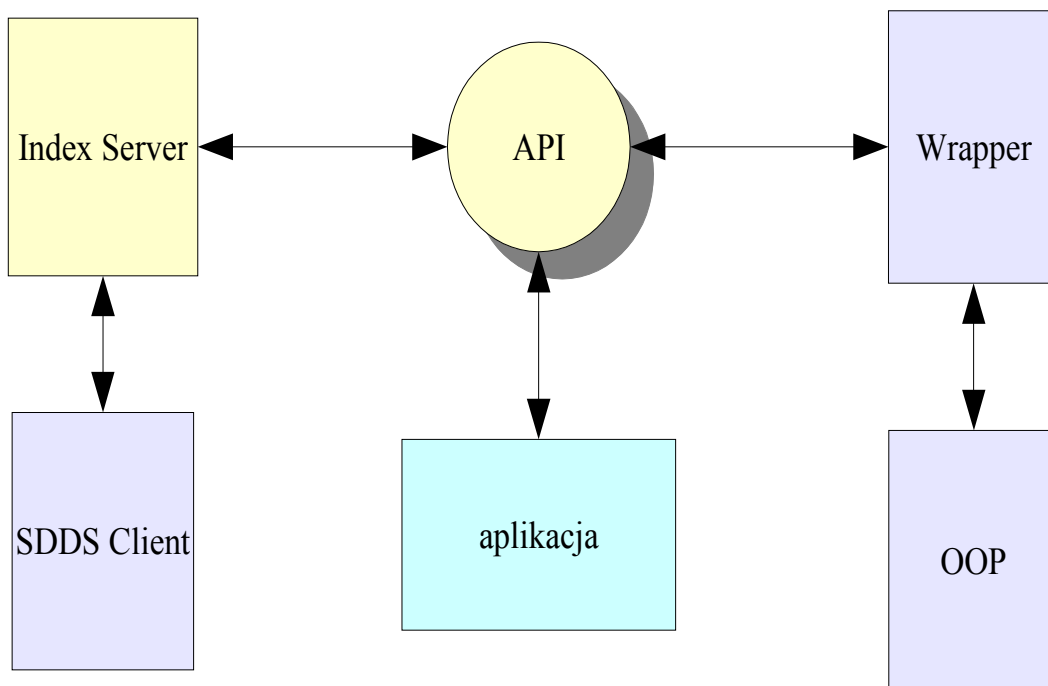 Index Server
API
Wrapper
SDDS Client
aplikacja
OOP